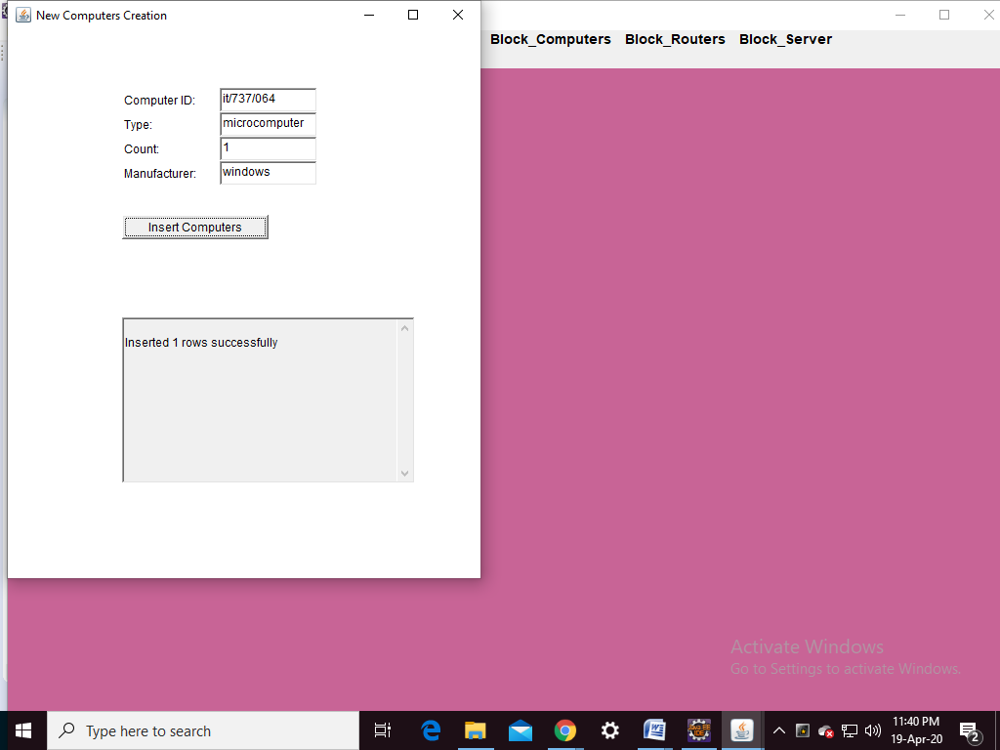 New Computers Creation
Block_Computers Block_Routers Block_Server
Computer ID: it/737/064
Type: microcomputer
Count: 1
Manufacturer: windows
Insert Computers
Inserted 1 rows successfully
Activate Windows
Go to Settings to activate Windows.
Type here to search
11:40 PM
19-Apr-20
2